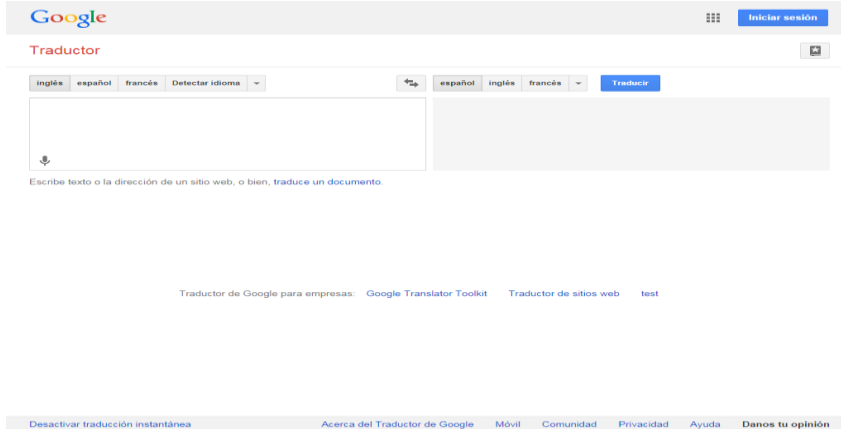 Google Iniciar sesión
Traductor
inglés español francés Detectar idioma español inglés francés Traducir
Escribe texto o la dirección de un sitio web, o bien, traduce un documento.
Traductor de Google para empresas: Google Translator Toolkit Traductor de sitios web test
Desactivar traducción instantánea Acerca del Traductor de Google Móvil Comunidad Privacidad Ayuda Danos tu opinión